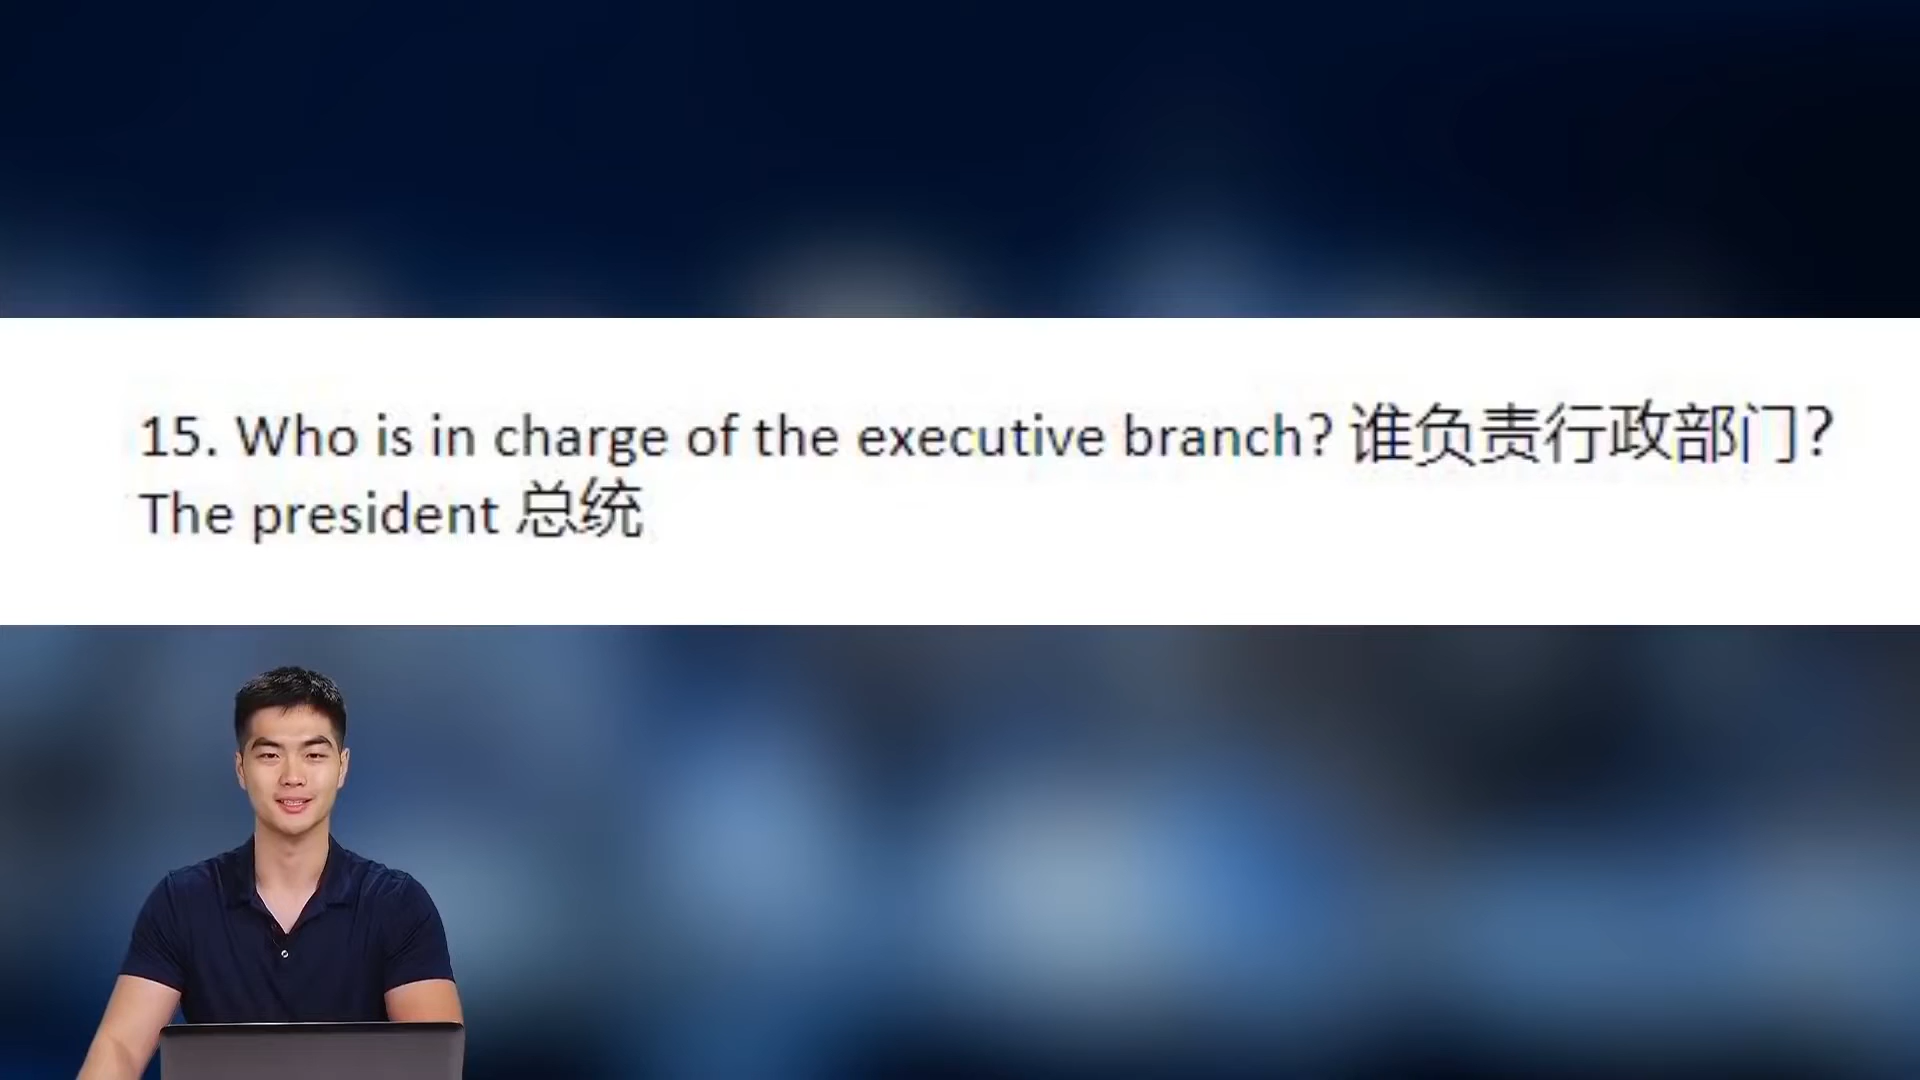 15. Who is in charge of the executive branch? 谁负责行政部门?
The president 总统